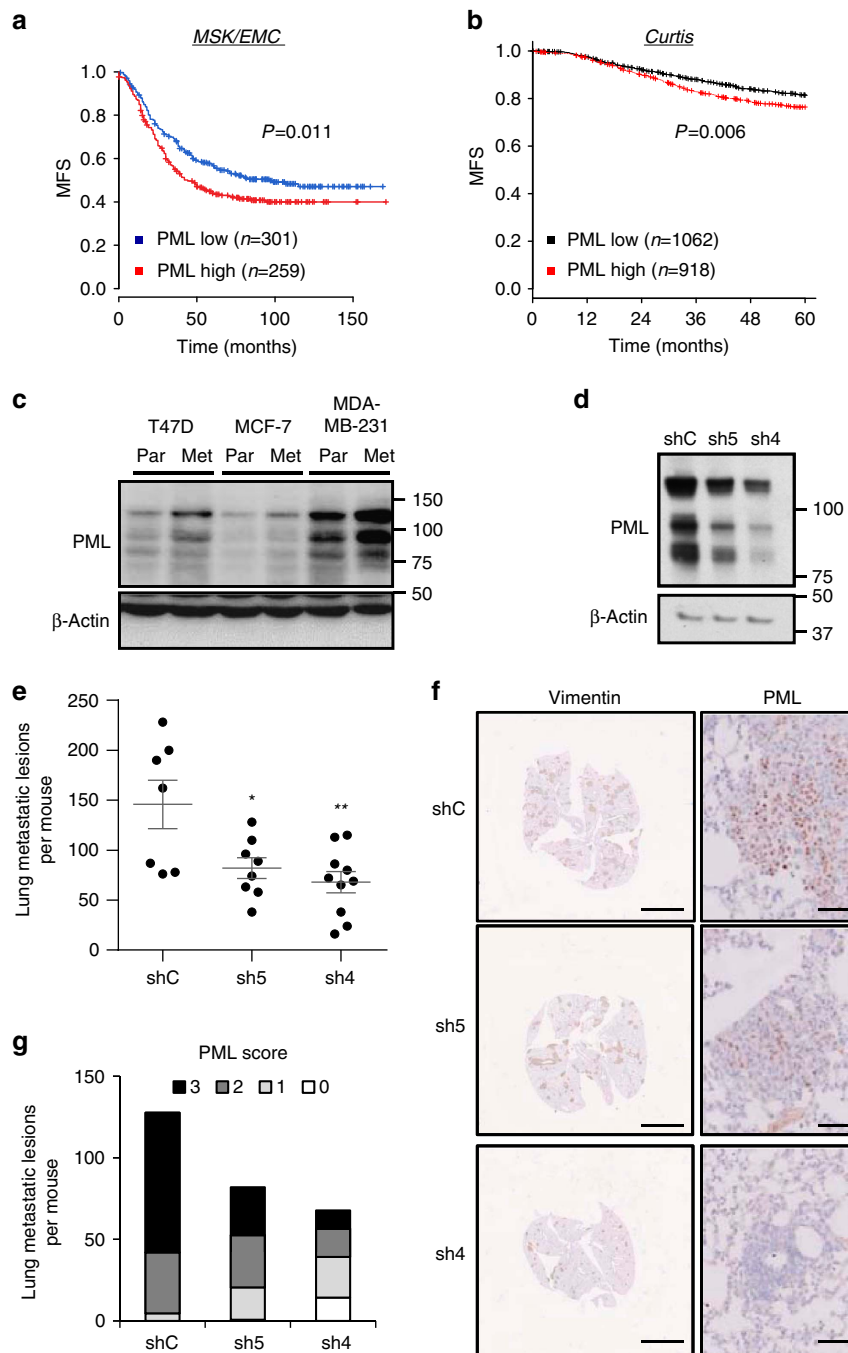 a
MSK/EMC
1.0
0.8
0.6
0.4
0.4
0.0
MFS
P=0.011
PML low (n=301)
PML high (n=259)
0 50 100 150
Time (months)
b
Curtis
1.0
0.8
0.6
0.4
0.2
0.0
MFS
P=0.006
PML low (n=1062)
PML high (n=918)
0 12 24 36 48 60
Time (months)
c
T47D MCF-7 MDA-
MB-231
Par Met Par Met Par Met
PML
150
100
75
50
β-Actin
d
shC sh5 sh4
PML
100
75
50
β-Actin
37
e
250
200
150
100
50
0
Lung metastatic lesions
per mouse
*
**
shC sh5 sh4
f
Vimentin PML
shC
sh5
sh4
g
PML score
3 2 1 0
150
100
50
0
Lung metastatic lesions
per mouse
shC sh5 sh4